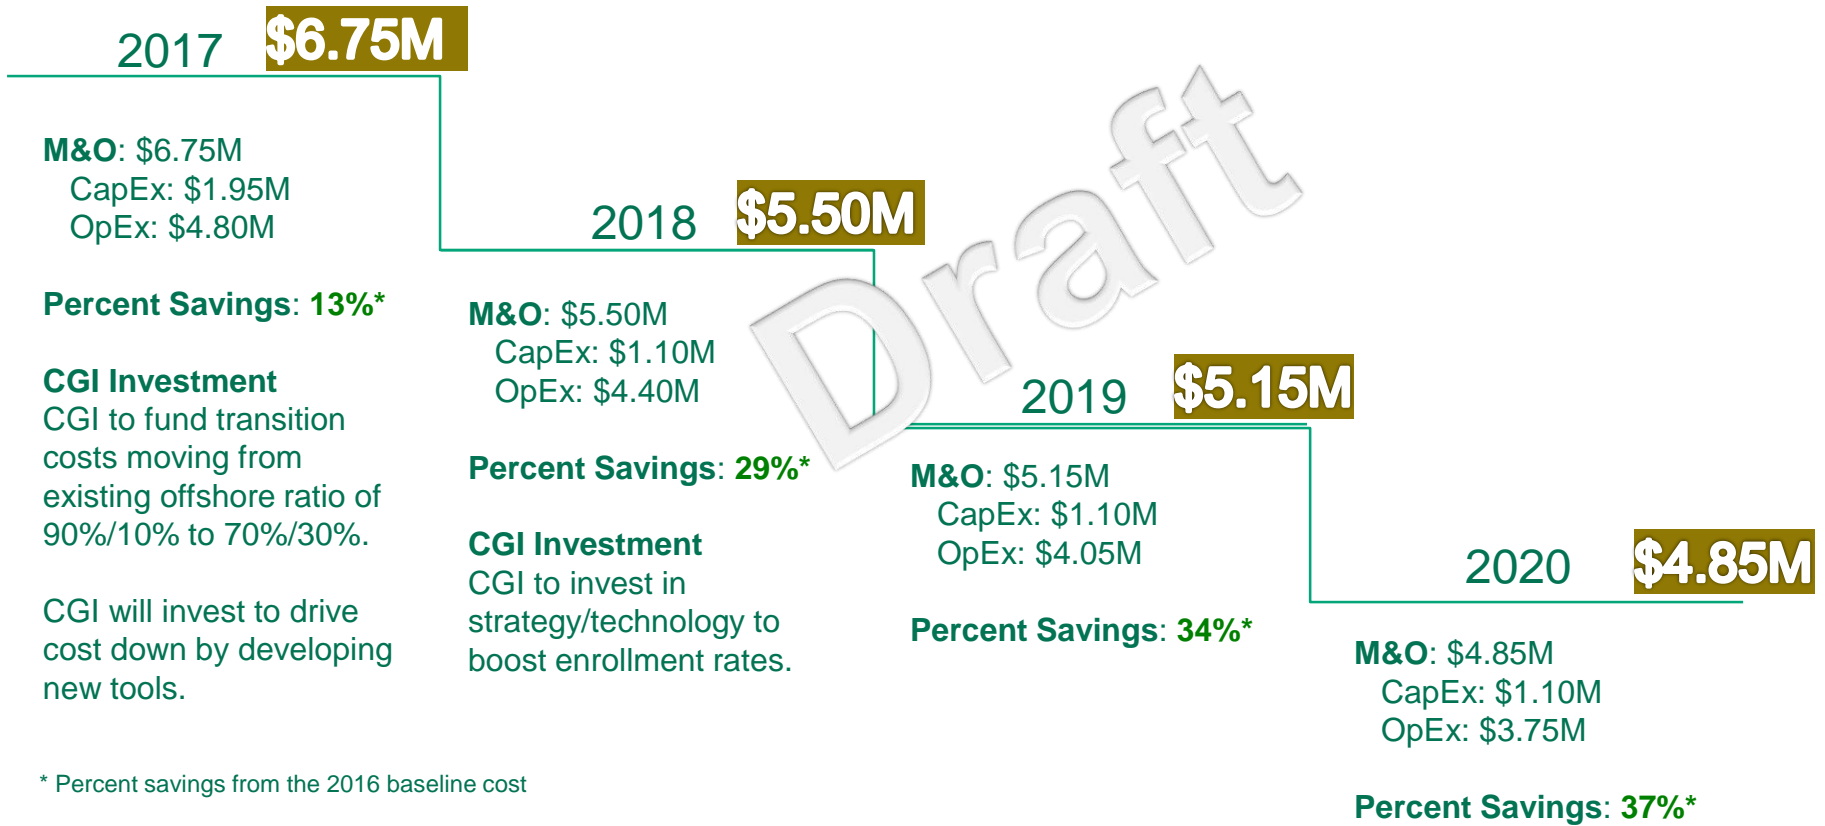 2017 $6.75M
M&O: $6.75M
CapEx: $1.95M
OpEx: $4.80M
Percent Savings: 13%*
CGI Investment
CGI to fund transition
costs moving from
existing offshore ratio of
90%/10% to 70%/30%.
CGI will invest to drive
cost down by developing
new tools.
2018 $5.50M
M&O: $5.50M
CapEx: $1.10M
OpEx: $4.40M
Percent Savings: 29%*
CGI Investment
CGI to invest in
strategy/technology to
boost enrollment rates.
Draft
2019 $5.15M
M&O: $5.15M
CapEx: $1.10M
OpEx: $4.05M
Percent Savings: 34%*
2020 $4.85M
M&O: $4.85M
CapEx: $1.10M
OpEx: $3.75M
Percent Savings: 37%*
* Percent savings from the 2016 baseline cost